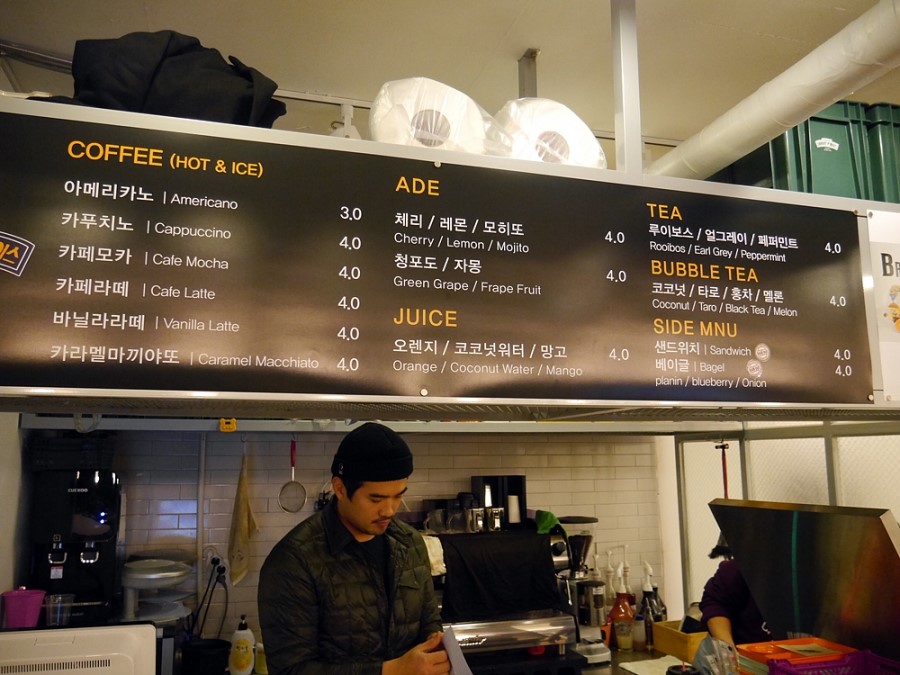 COFFEE (HOT & ICE)
아메리카노 | Americano 3.0
카푸치노 | Cappuccino 4.0
카페모카 | Cafe Mocha 4.0
카페라떼 | Cafe Latte 4.0
바닐라라떼 | Vanilla Latte 4.0
카라멜마끼야또 | Caramel Macchiato 4.0
ADE
체리 / 레몬 / 모히또 4.0
Cherry / Lemon / Mojito
청포도 / 자몽 4.0
Green Grape / Frape Fruit
JUICE
오렌지 / 코코넛워터 / 망고 4.0
Orange / Coconut Water / Mango
TEA
루이보스 / 얼그레이 / 페퍼민트 4.0
Rooibos / Earl Grey / Peppermint
BUBBLE TEA
코코넛 / 타로 / 홍차 / 멜론 4.0
Coconut / Taro / Black Tea / Melon
SIDE MNU
샌드위치 | Sandwich 4.0
베이글 | Bagel 4.0
planin / blueberry / Onion
CUCKOO